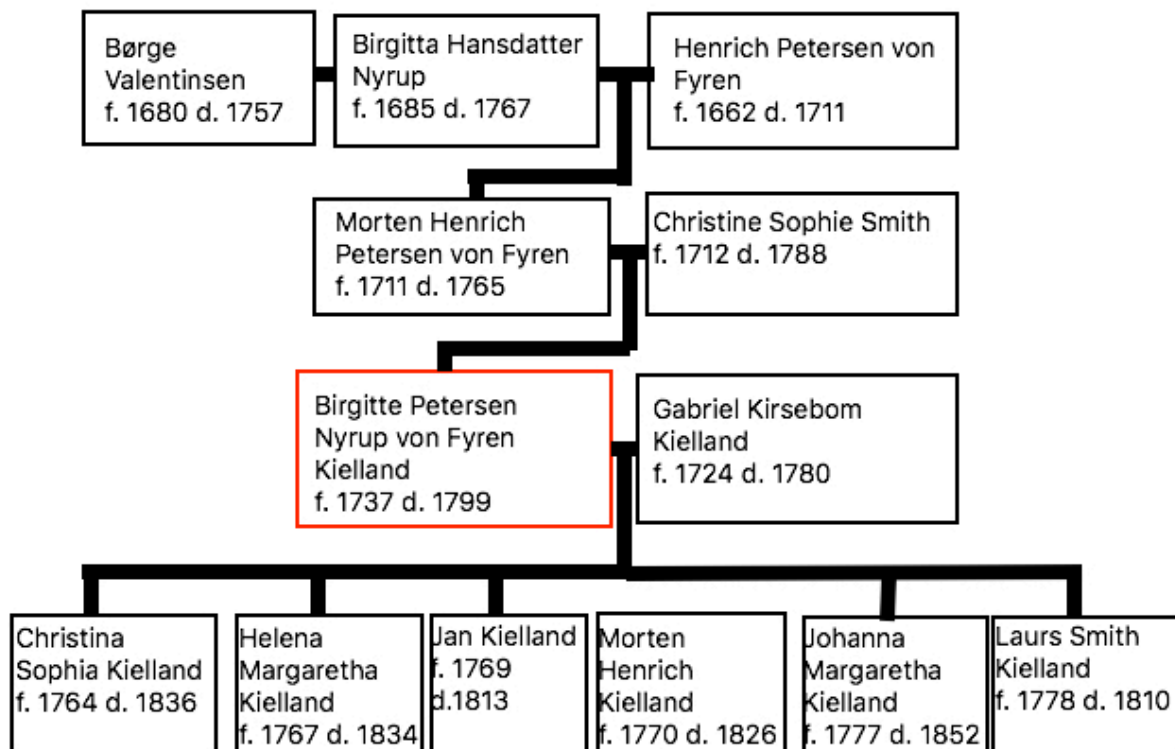 Børge
Valentinsen
f. 1680 d. 1757
Birgitta Hansdatter
Nyrup
f. 1685 d. 1767
Henrich Petersen von
Fyren
f. 1662 d. 1711
Morten Henrich
Petersen von Fyren
f. 1711 d. 1765
Christine Sophie Smith
f. 1712 d. 1788
Birgitte Petersen
Nyrup von Fyren
Kielland
f. 1737 d. 1799
Gabriel Kirsebom
Kielland
f. 1724 d. 1780
Christina
Sophia Kielland
f. 1764 d. 1836
Helena
Margaretha
Kielland
f. 1767 d. 1834
Jan Kielland
f. 1769
d.1813
Morten
Henrich
Kielland
f. 1770 d. 1826
Johanna
Margaretha
Kielland
f. 1777 d. 1852
Laurs Smith
Kielland
f. 1778 d. 1810